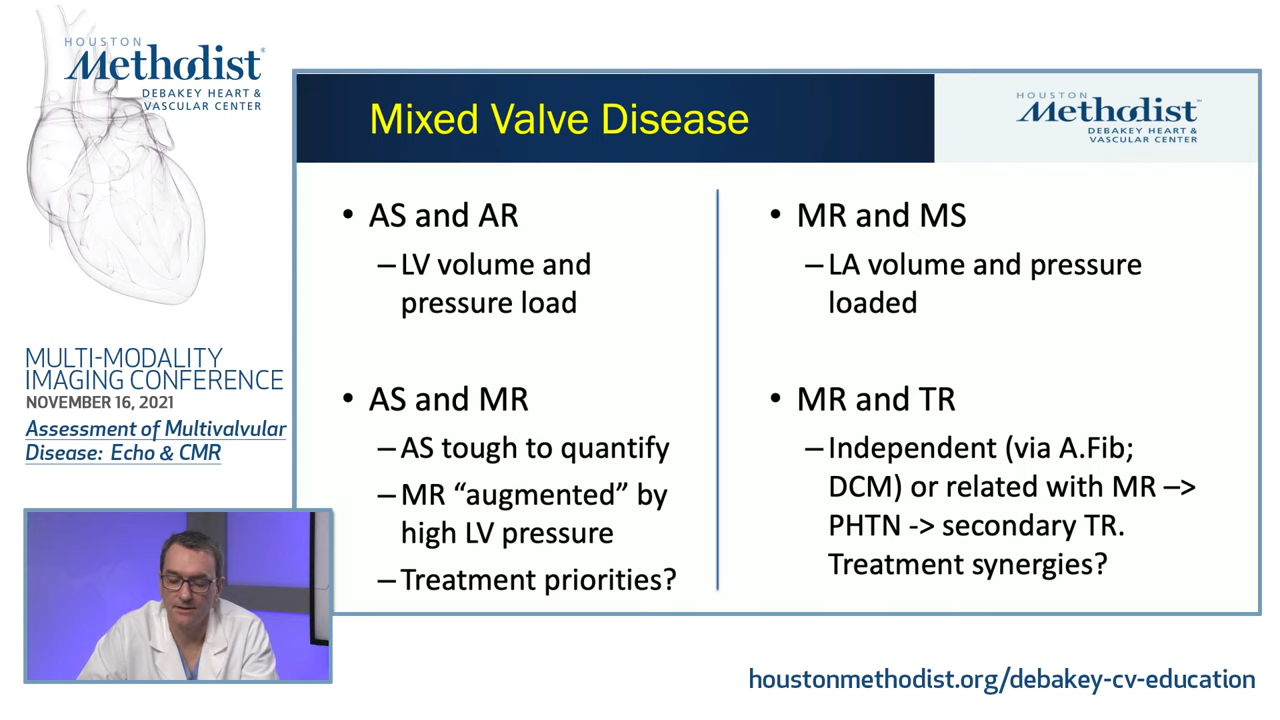 HOUSTON
Methodist®
DEBAKEY HEART &
VASCULAR CENTER
MULTI-MODALITY
IMAGING CONFERENCE
NOVEMBER 16, 2021
Assessment of Multivalvular
Disease: Echo & CMR
Mixed Valve Disease
HOUSTON
Methodist
DEBAKEY HEART &
VASCULAR CENTER
• AS and AR
–LV volume and
pressure load
• AS and MR
–AS tough to quantify
–MR “augmented” by
high LV pressure
–Treatment priorities?
• MR and MS
–LA volume and pressure
loaded
• MR and TR
–Independent (via A.Fib;
DCM) or related with MR –>
PHTN -> secondary TR.
Treatment synergies?
houstonmethodist.org/debakey-cv-education